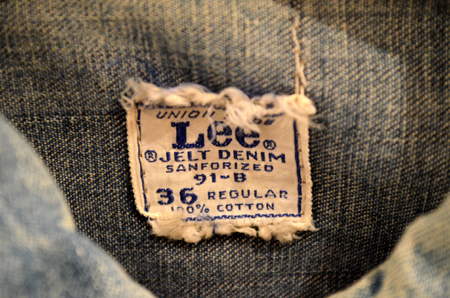 UNION
Lee®
®JELT DENIM
SANFORIZED
91-B
36 REGULAR
100% COTTON